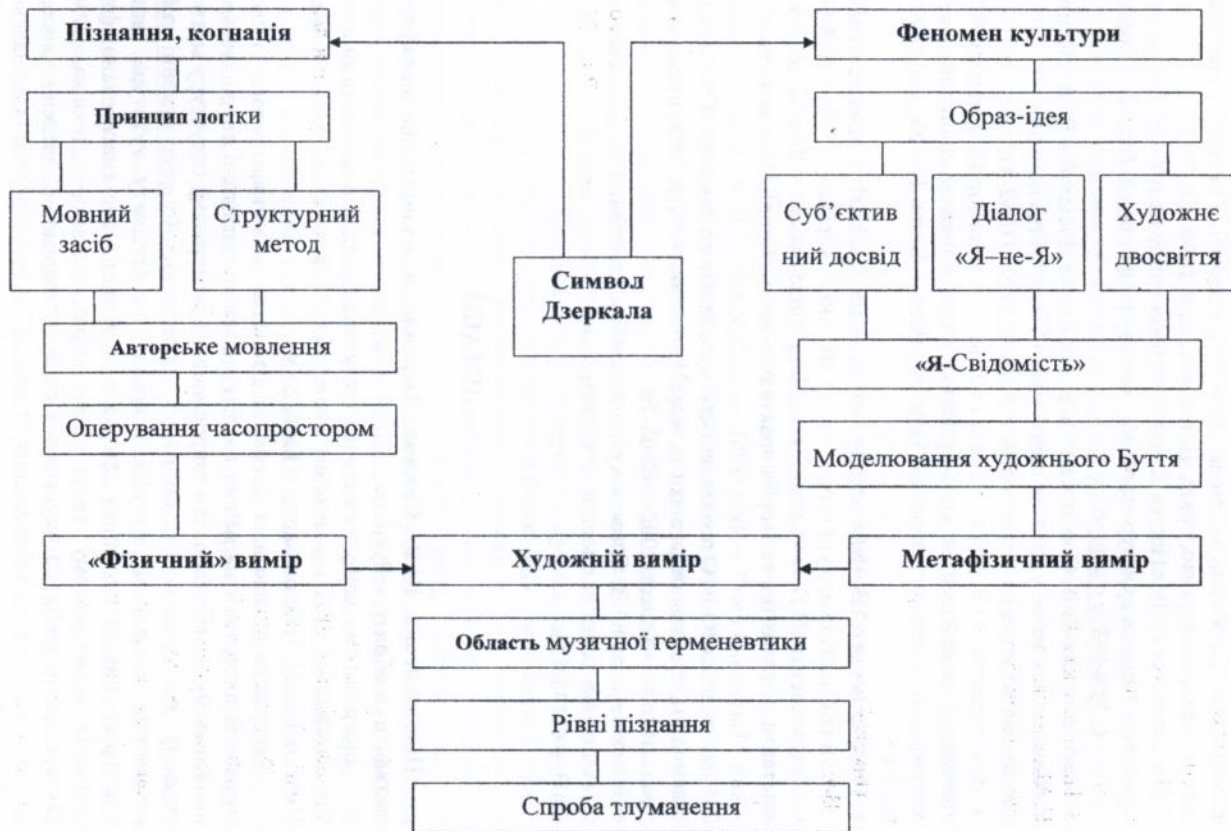 Пізнання, когнація
Феномен культури
Принцип логіки
Образ-ідея
Мовний
засіб
Структурний
метод
Суб’єктив
ний досвід
Діалог
«Я–не-Я»
Художнє
двосвіття
Символ
Дзеркала
Авторське мовлення
«Я-Свідомість»
Оперування часопростором
Моделювання художнього Буття
«Фізичний» вимір
Художній вимір
Метафізичний вимір
Область музичної герменевтики
Рівні пізнання
Спроба тлумачення